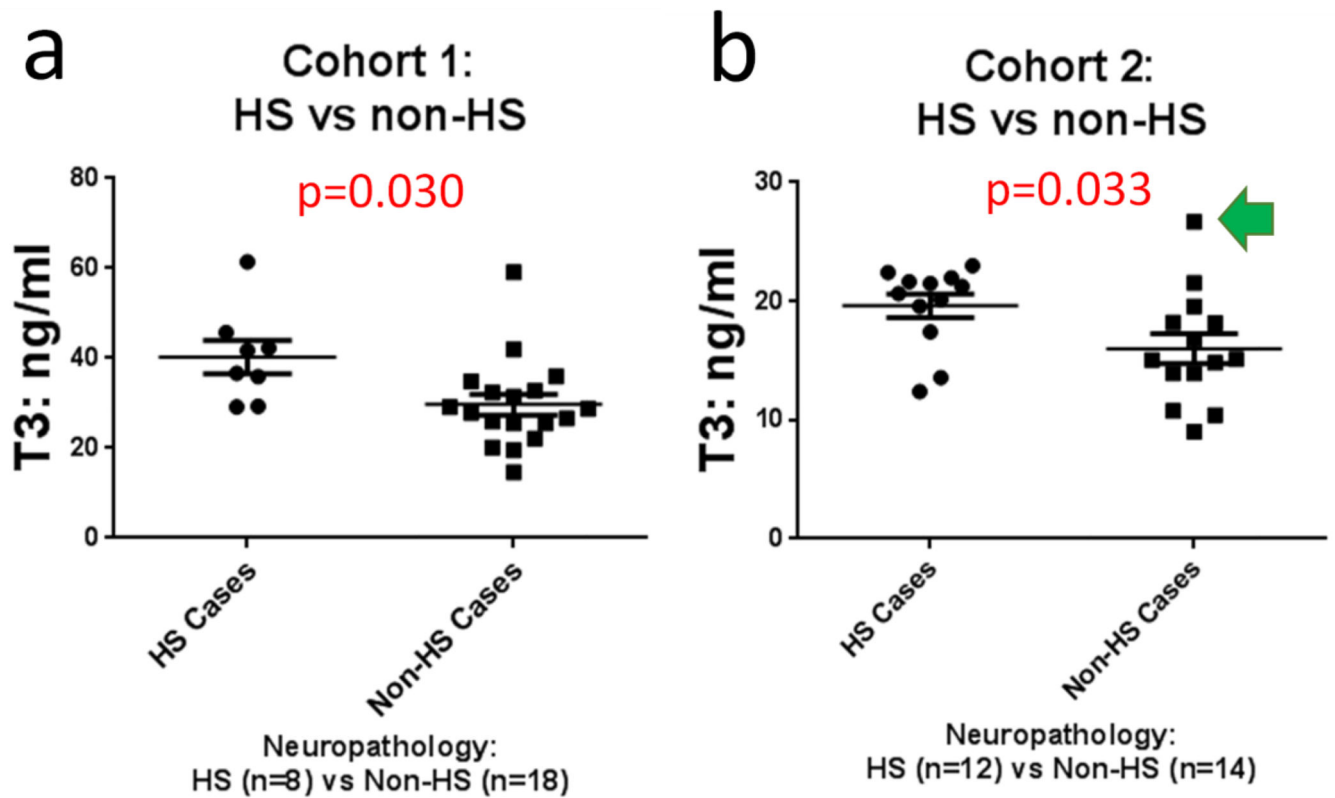 a
Cohort 1:
HS vs non-HS
p=0.030
80
60
40
20
0
T3: ng/ml
HS Cases
Non-HS Cases
Neuropathology:
HS (n=8) vs Non-HS (n=18)
b
Cohort 2:
HS vs non-HS
p=0.033
30
20
10
0
T3: ng/ml
HS Cases
Non-HS Cases
Neuropathology:
HS (n=12) vs Non-HS (n=14)